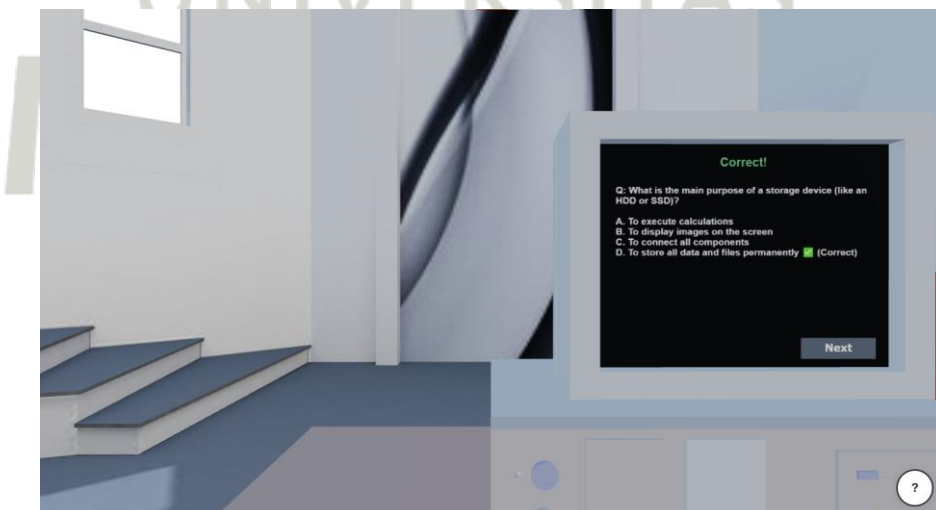 UNIVERSITAS
Correct!
Q: What is the main purpose of a storage device (like an
HDD or SSD)?
A. To execute calculations
B. To display images on the screen
C. To connect all components
D. To store all data and files permanently ✅ (Correct)
Next
?